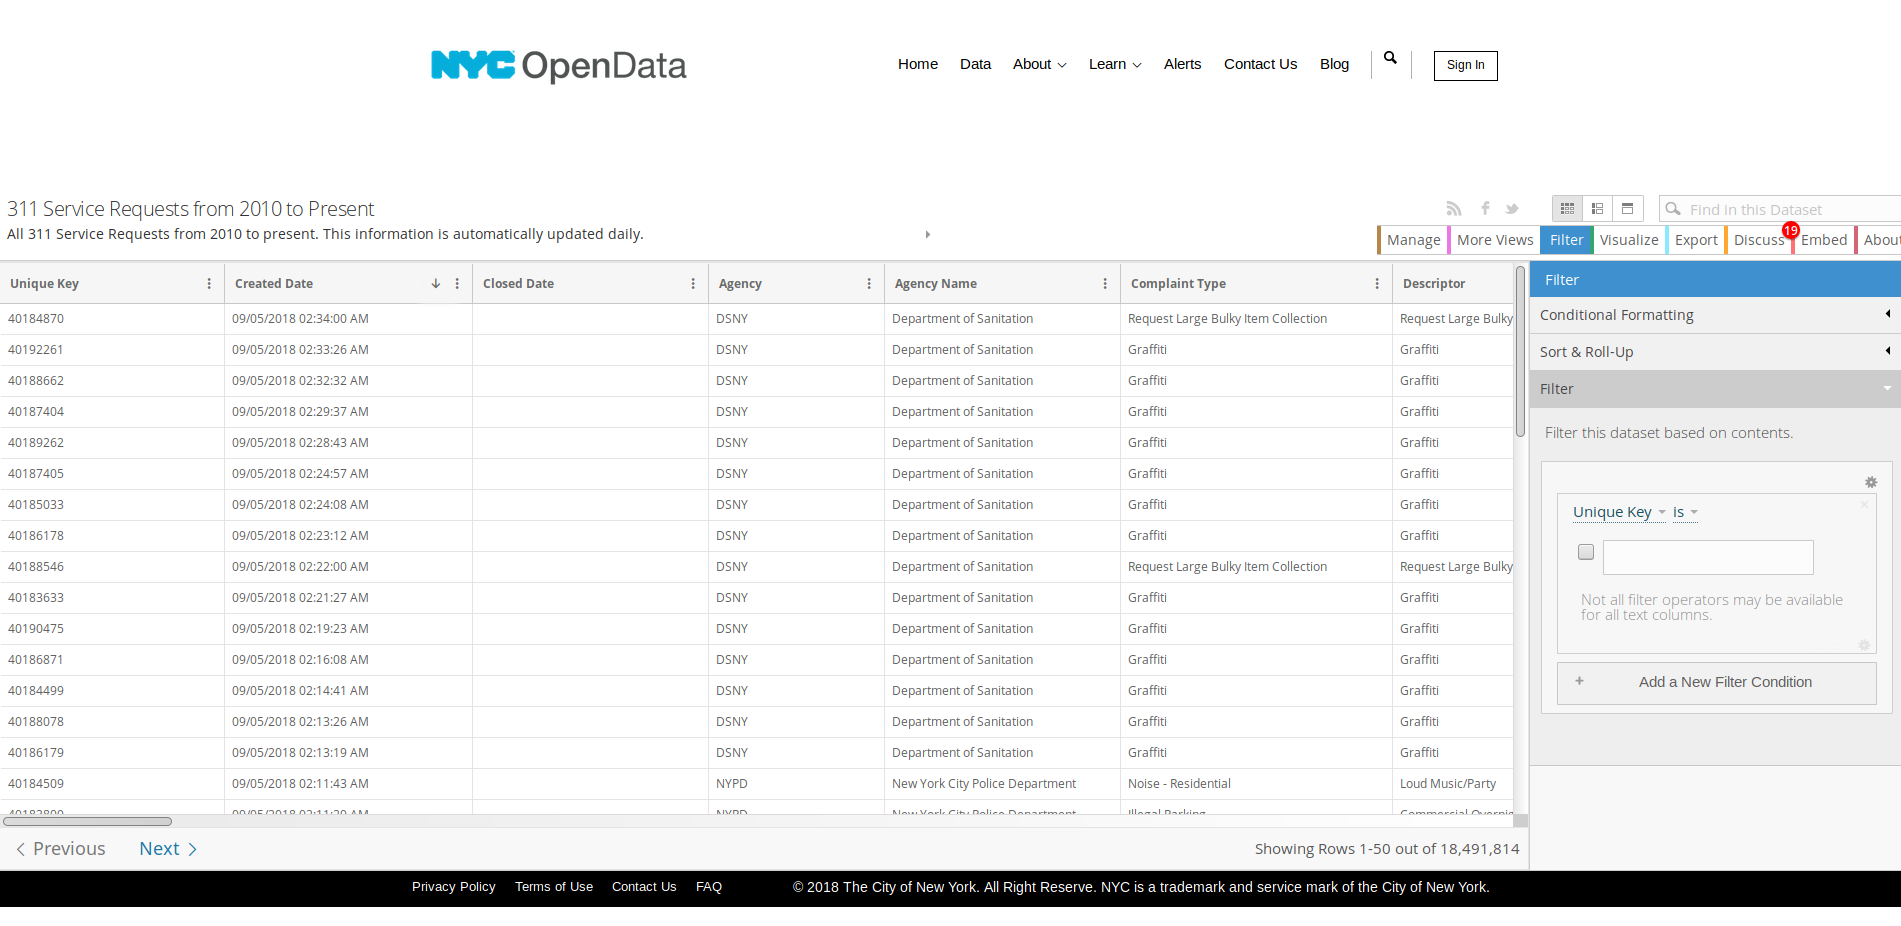 NYC OpenData
Home Data About Learn Alerts Contact Us Blog Sign In
311 Service Requests from 2010 to Present
All 311 Service Requests from 2010 to present. This information is automatically updated daily.
Find in this Dataset
Manage More Views Filter Visualize Export Discuss 19 Embed About
Unique Key Created Date Closed Date Agency Agency Name Complaint Type Descriptor
40184870 09/05/2018 02:34:00 AM DSNY Department of Sanitation Request Large Bulky Item Collection Request Large Bulky
40192261 09/05/2018 02:33:26 AM DSNY Department of Sanitation Graffiti Graffiti
40188662 09/05/2018 02:32:32 AM DSNY Department of Sanitation Graffiti Graffiti
40187404 09/05/2018 02:29:37 AM DSNY Department of Sanitation Graffiti Graffiti
40189262 09/05/2018 02:28:43 AM DSNY Department of Sanitation Graffiti Graffiti
40187405 09/05/2018 02:24:57 AM DSNY Department of Sanitation Graffiti Graffiti
40185033 09/05/2018 02:24:08 AM DSNY Department of Sanitation Graffiti Graffiti
40186178 09/05/2018 02:23:12 AM DSNY Department of Sanitation Graffiti Graffiti
40188546 09/05/2018 02:22:00 AM DSNY Department of Sanitation Request Large Bulky Item Collection Request Large Bulky
40183633 09/05/2018 02:21:27 AM DSNY Department of Sanitation Graffiti Graffiti
40190475 09/05/2018 02:19:23 AM DSNY Department of Sanitation Graffiti Graffiti
40186871 09/05/2018 02:16:08 AM DSNY Department of Sanitation Graffiti Graffiti
40184499 09/05/2018 02:14:41 AM DSNY Department of Sanitation Graffiti Graffiti
40188078 09/05/2018 02:13:26 AM DSNY Department of Sanitation Graffiti Graffiti
40186179 09/05/2018 02:13:19 AM DSNY Department of Sanitation Graffiti Graffiti
40184509 09/05/2018 02:11:43 AM NYPD New York City Police Department Noise - Residential Loud Music/Party
NYPD New York City Police Department Illegal Parking Commercial
Previous Next Showing Rows 1-50 out of 18,491,814
Filter
Conditional Formatting
Sort & Roll-Up
Filter
Filter this dataset based on contents.
Unique Key is
Not all filter operators may be available
for all text columns.
Add a New Filter Condition
Privacy Policy Terms of Use Contact Us FAQ © 2018 The City of New York. All Right Reserve. NYC is a trademark and service mark of the City of New York.